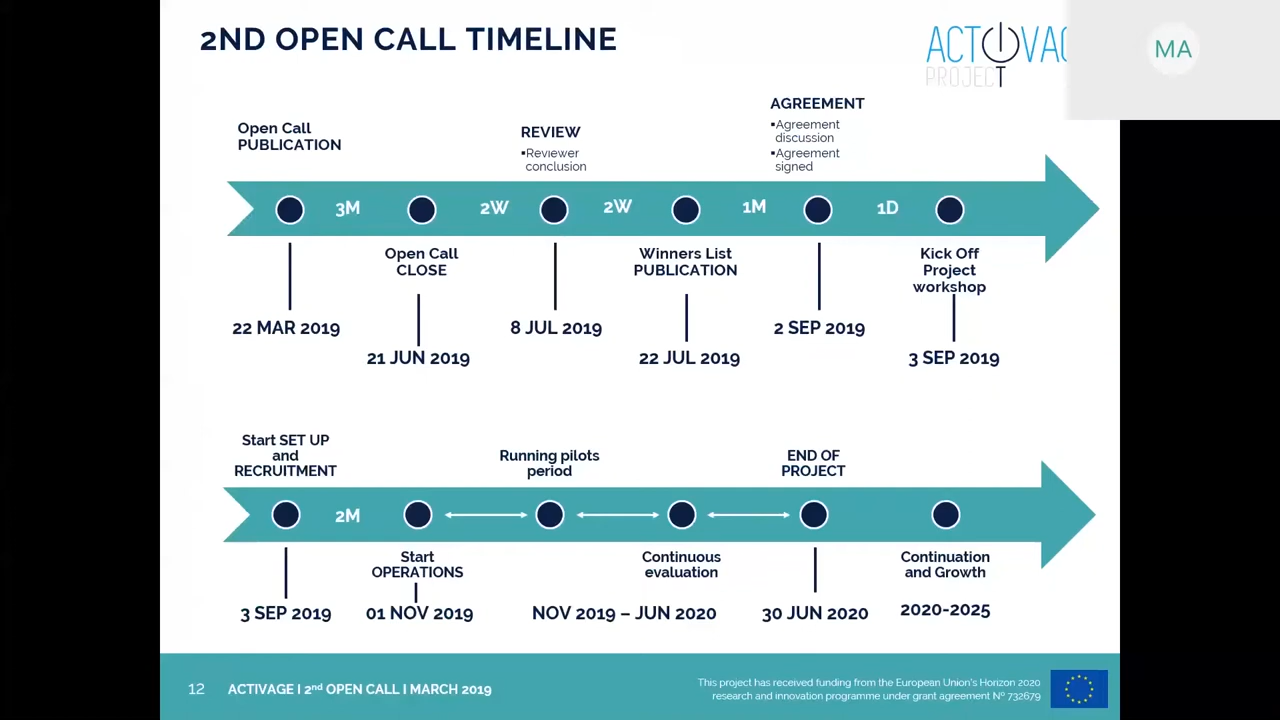 2ND OPEN CALL TIMELINE
PROJECT
MA
Open Call
PUBLICATION
REVIEW
▪Reviewer
conclusion
AGREEMENT
▪Agreement
discussion
▪Agreement
signed
3M
2W
2W
1M
1D
Open Call
CLOSE
Winners List
PUBLICATION
Kick Off
Project
workshop
22 MAR 2019
21 JUN 2019
8 JUL 2019
22 JUL 2019
2 SEP 2019
3 SEP 2019
Start SET UP
and
RECRUITMENT
Running pilots
period
END OF
PROJECT
2M
Start
OPERATIONS
Continuous
evaluation
Continuation
and Growth
3 SEP 2019
01 NOV 2019
NOV 2019 – JUN 2020
30 JUN 2020
2020-2025
12
ACTIVAGE I 2nd OPEN CALL I MARCH 2019
This project has received funding from the European Union's Horizon 2020
research and innovation programme under grant agreement Nº 732679